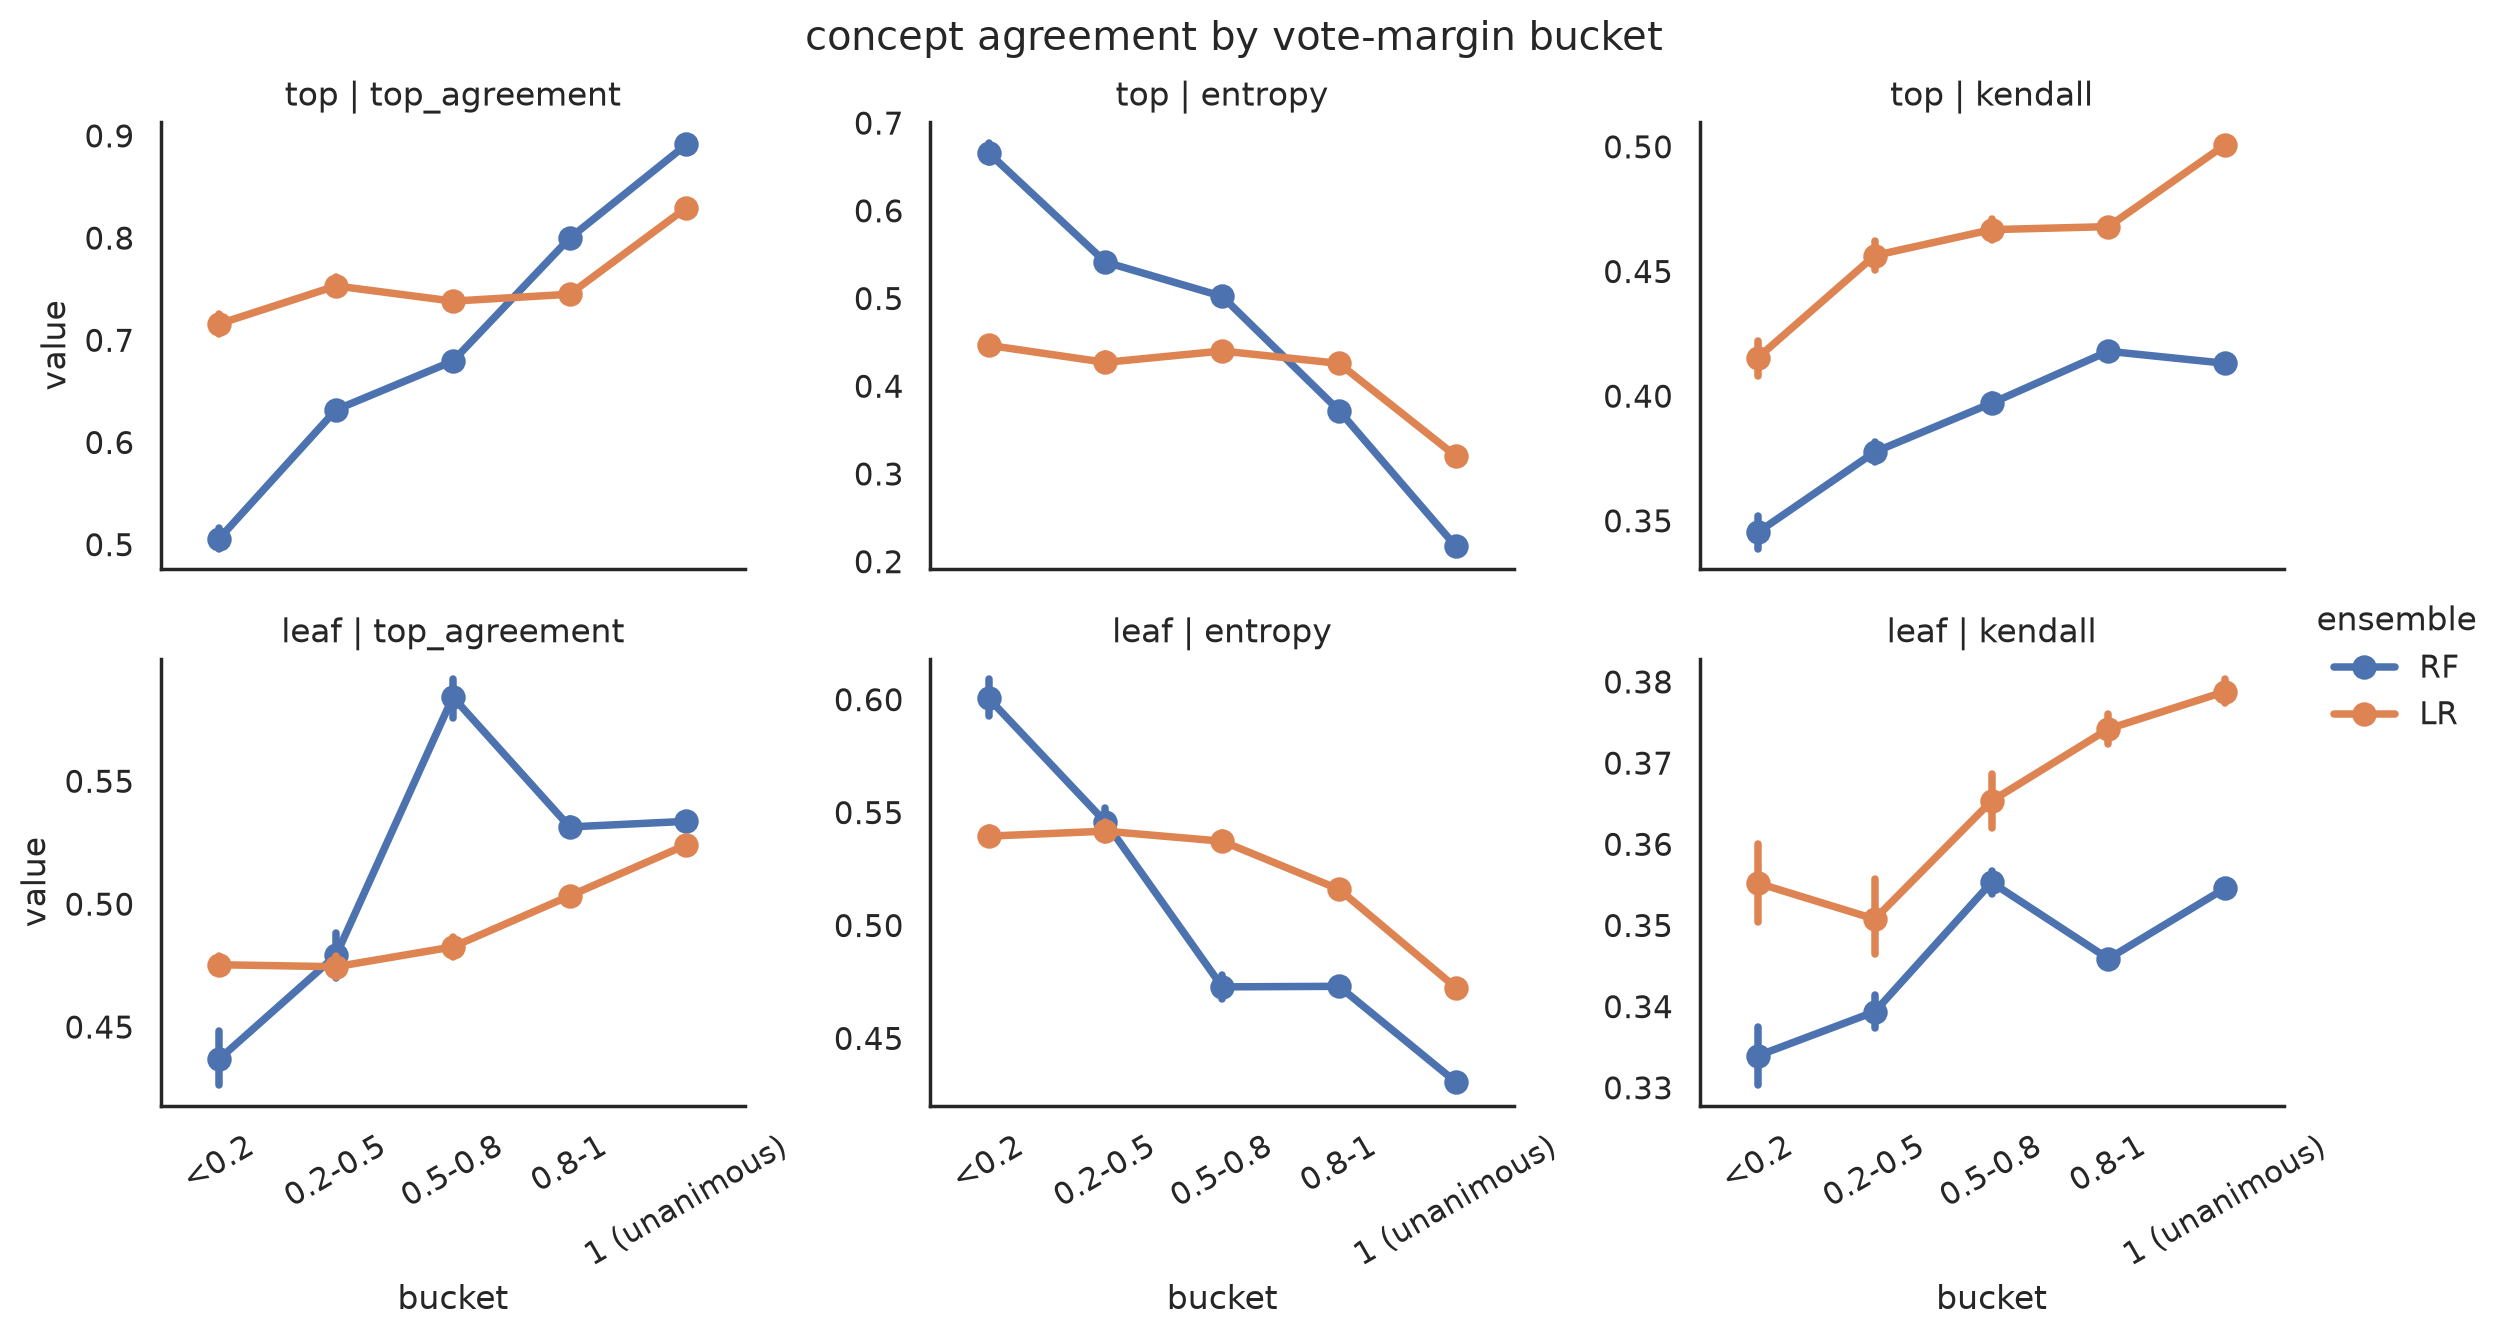 concept agreement by vote-margin bucket
top | top_agreement
top | entropy
top | kendall
value
0.9
0.8
0.7
0.6
0.5
0.7
0.6
0.5
0.4
0.3
0.2
0.50
0.45
0.40
0.35
leaf | top_agreement
leaf | entropy
leaf | kendall
value
0.55
0.50
0.45
0.60
0.55
0.50
0.45
0.38
0.37
0.36
0.35
0.34
0.33
ensemble
RF
LR
<0.2
0.2-0.5
0.5-0.8
0.8-1
1 (unanimous)
<0.2
0.2-0.5
0.5-0.8
0.8-1
1 (unanimous)
<0.2
0.2-0.5
0.5-0.8
0.8-1
1 (unanimous)
bucket
bucket
bucket